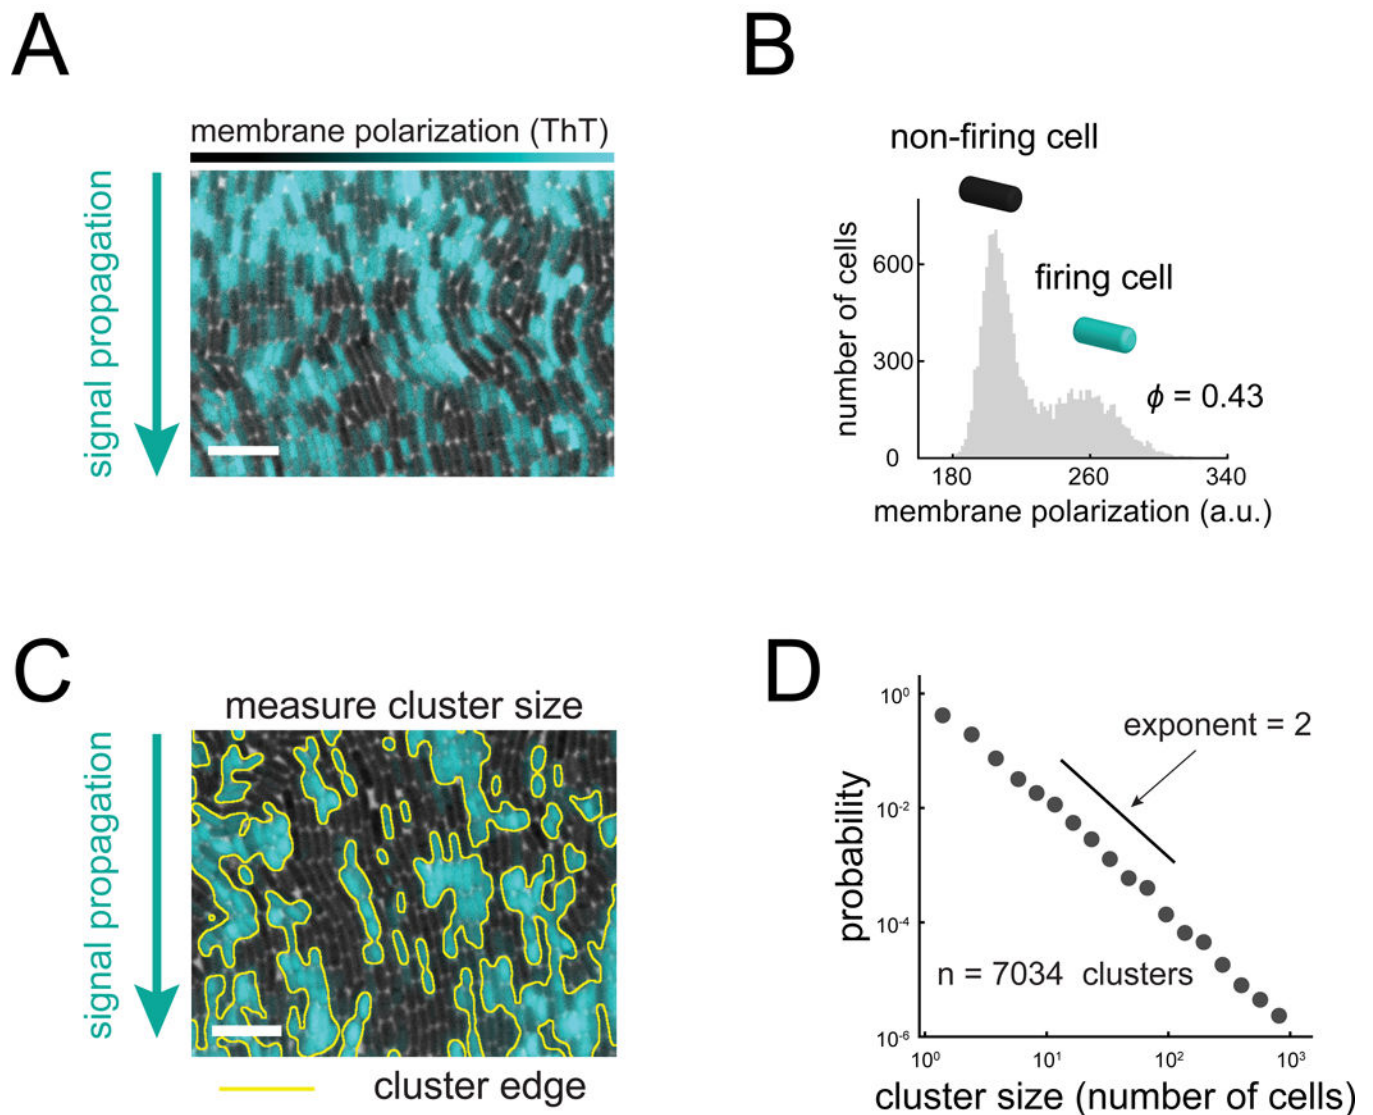 A
membrane polarization (ThT)
signal propagation
B
non-firing cell
firing cell
number of cells
600
300
0
ϕ = 0.43
180 260 340
membrane polarization (a.u.)
C
measure cluster size
signal propagation
cluster edge
D
10⁰
exponent = 2
10⁻²
probability
10⁻⁴
n = 7034 clusters
10⁻⁶
10⁰ 10¹ 10² 10³
cluster size (number of cells)